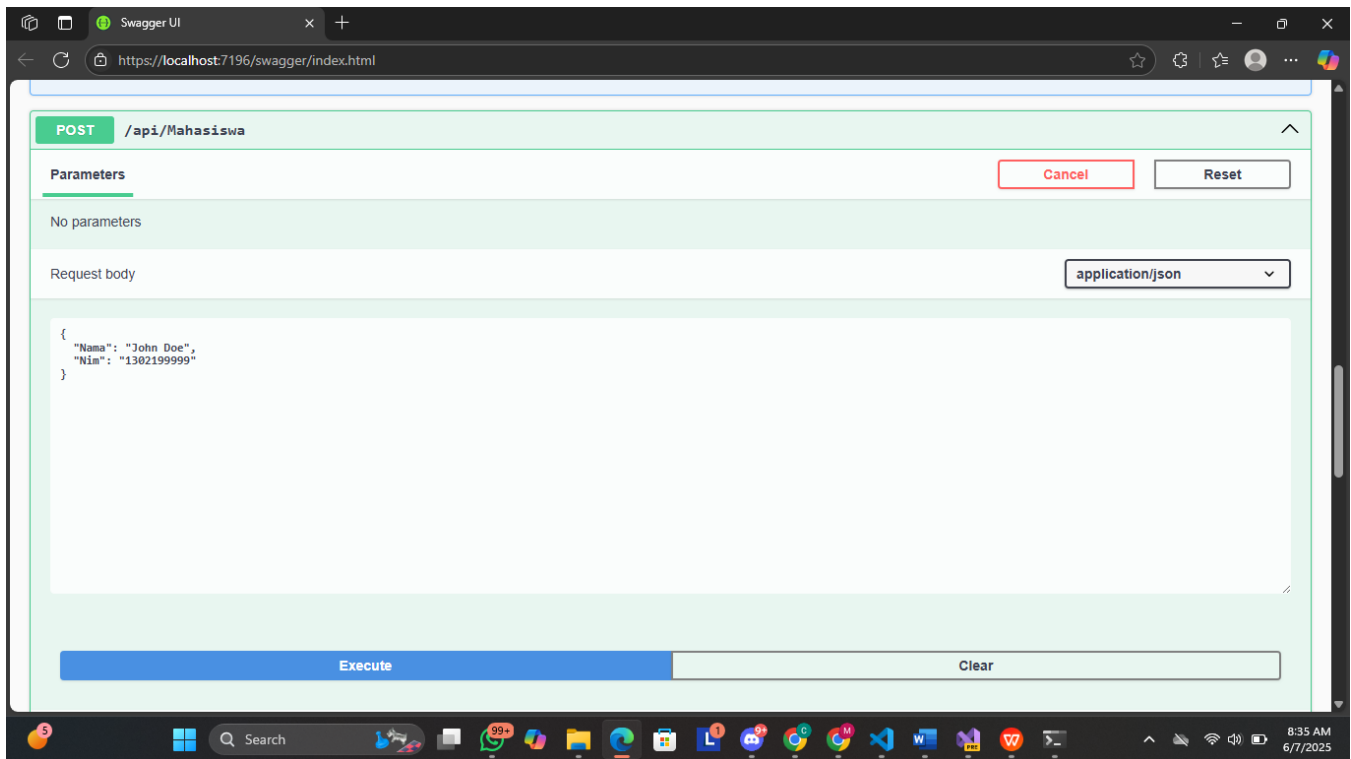 Swagger UI
https://localhost:7196/swagger/index.html
POST /api/Mahasiswa
Parameters
Cancel
Reset
No parameters
Request body
application/json
{
"Nama": "John Doe",
"Nim": "1302199999"
}
Execute
Clear
5
Search
99+
L
1
9+
C
M
W
PRE
W
8:35 AM
6/7/2025